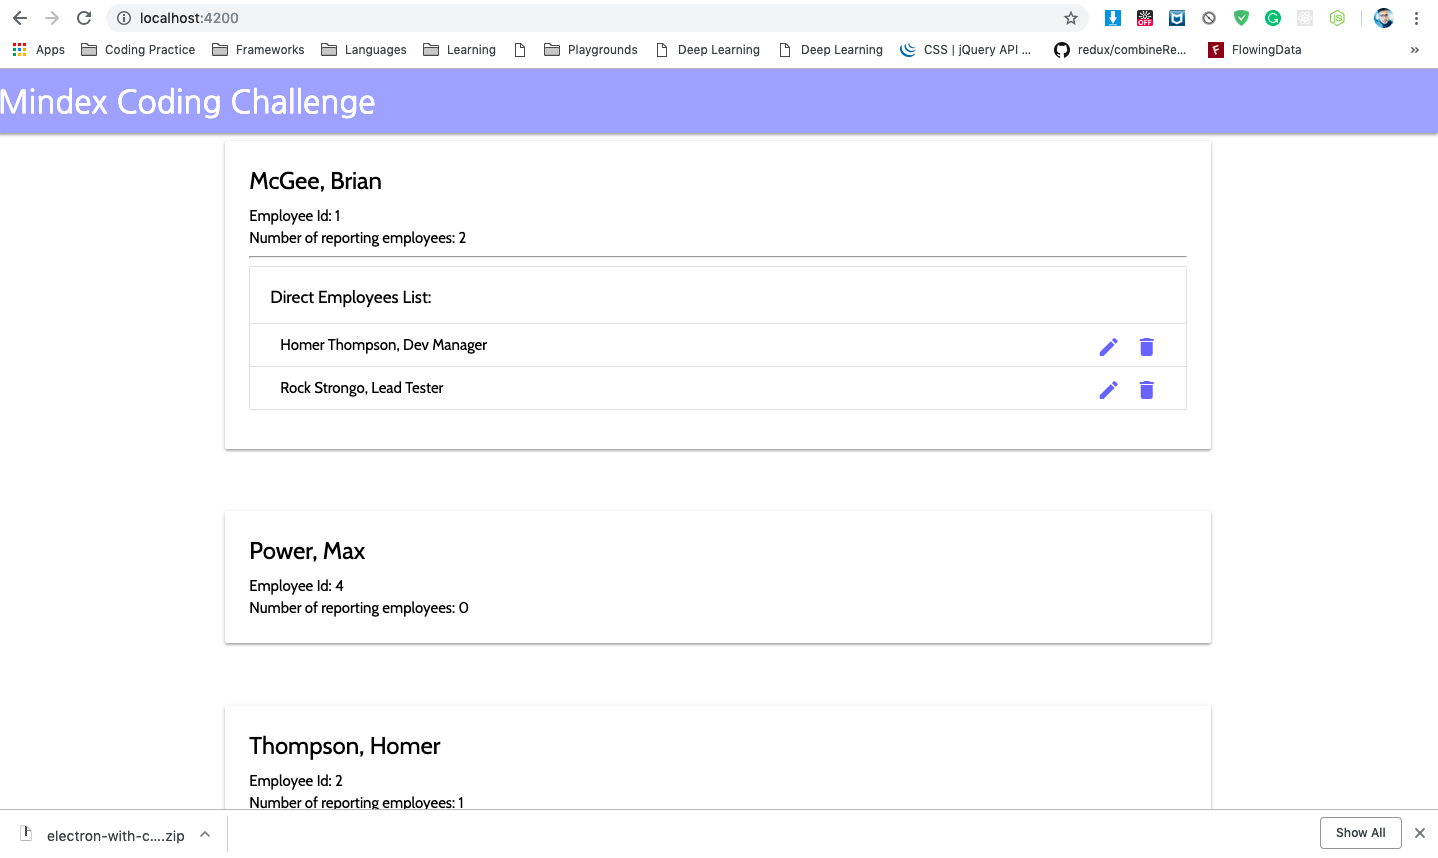 localhost:4200
OFF
Apps Coding Practice Frameworks Languages Learning Playgrounds Deep Learning Deep Learning CSS | jQuery API ... redux/combineRe... FlowingData »
Mindex Coding Challenge
McGee, Brian
Employee Id: 1
Number of reporting employees: 2
Direct Employees List:
Homer Thompson, Dev Manager
Rock Strongo, Lead Tester
Power, Max
Employee Id: 4
Number of reporting employees: 0
Thompson, Homer
Employee Id: 2
Number of reporting employees: 1
electron-with-c....zip
Show All